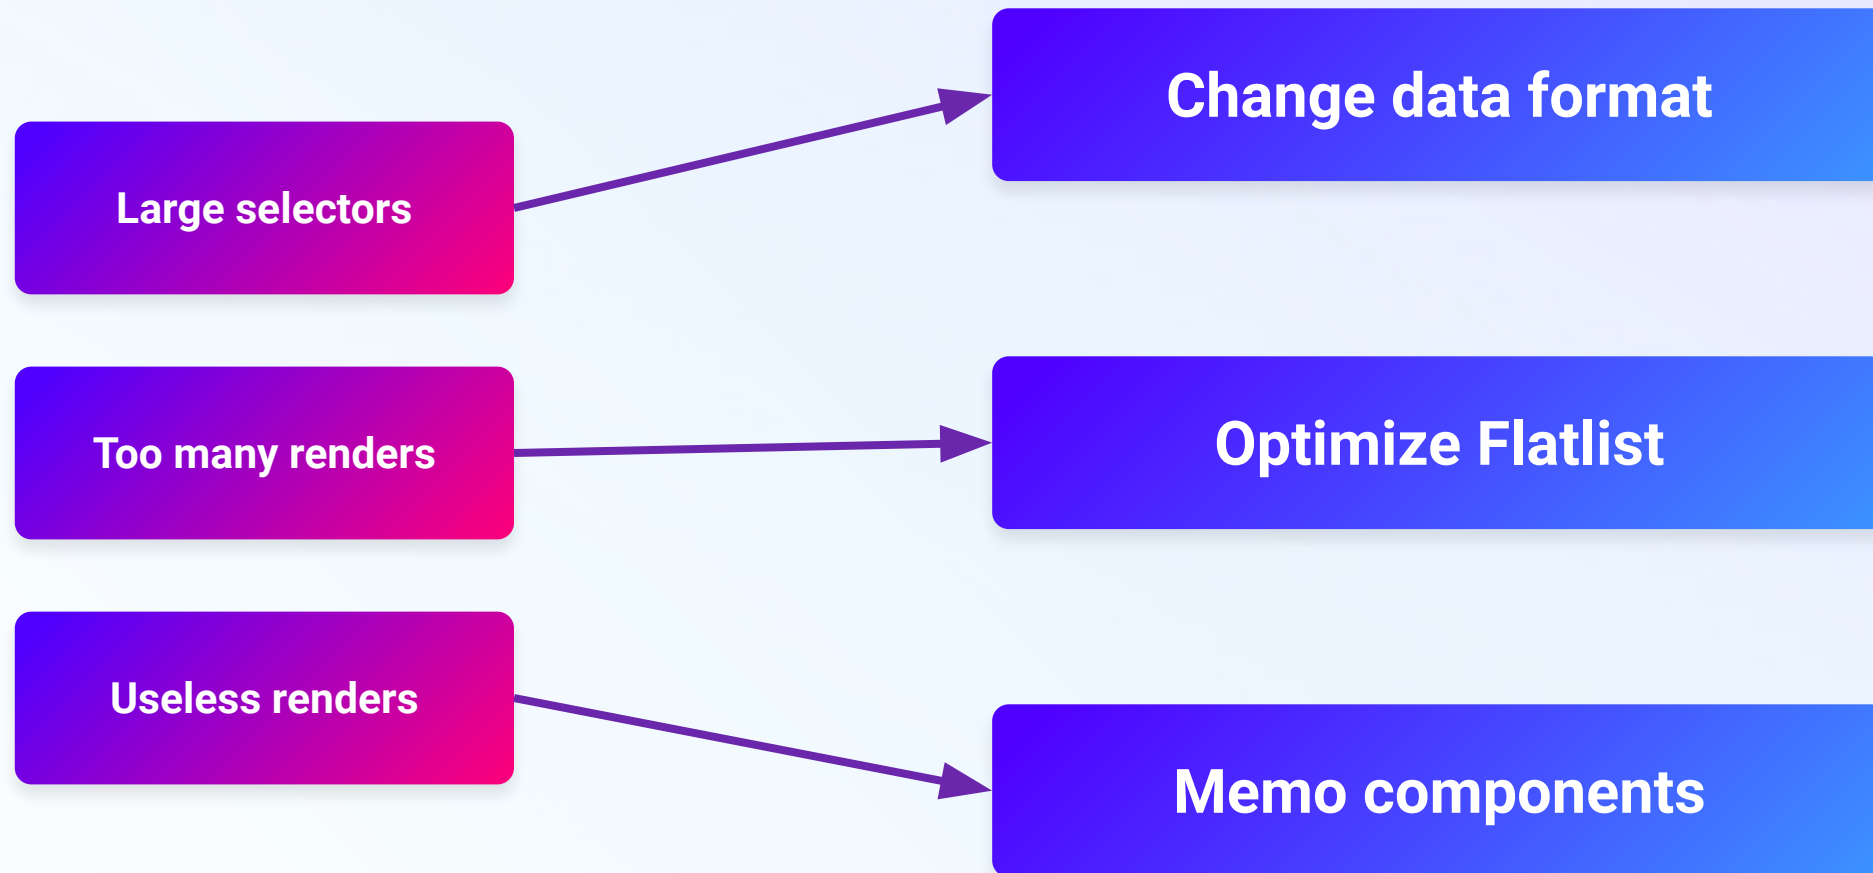 Large selectors
Change data format
Too many renders
Optimize Flatlist
Useless renders
Memo components